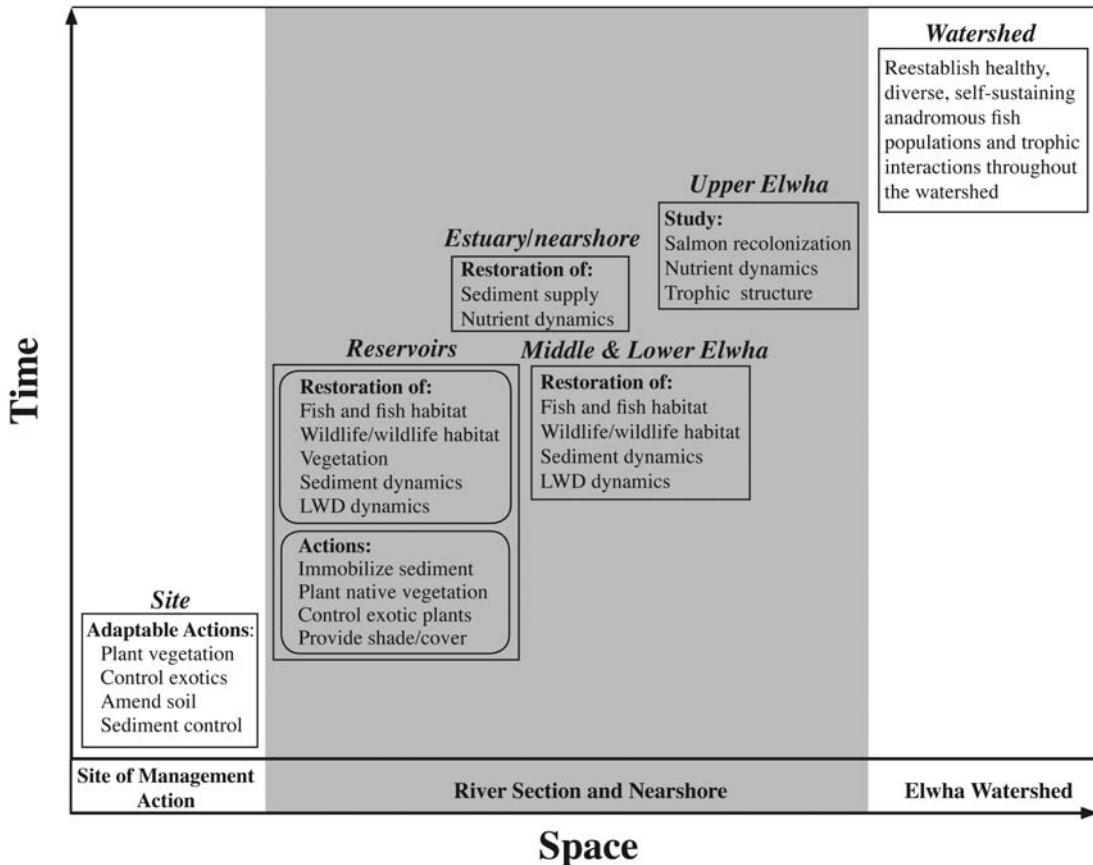 Time
Watershed
Reestablish healthy,
diverse, self-sustaining
anadromous fish
populations and trophic
interactions throughout
the watershed
Upper Elwha
Study:
Salmon recolonization
Nutrient dynamics
Trophic structure
Estuary/nearshore
Restoration of:
Sediment supply
Nutrient dynamics
Reservoirs
Restoration of:
Fish and fish habitat
Wildlife/wildlife habitat
Vegetation
Sediment dynamics
LWD dynamics
Actions:
Immobilize sediment
Plant native vegetation
Control exotic plants
Provide shade/cover
Middle & Lower Elwha
Restoration of:
Fish and fish habitat
Wildlife/wildlife habitat
Sediment dynamics
LWD dynamics
Site
Adaptable Actions:
Plant vegetation
Control exotics
Amend soil
Sediment control
Site of Management
Action
River Section and Nearshore
Elwha Watershed
Space